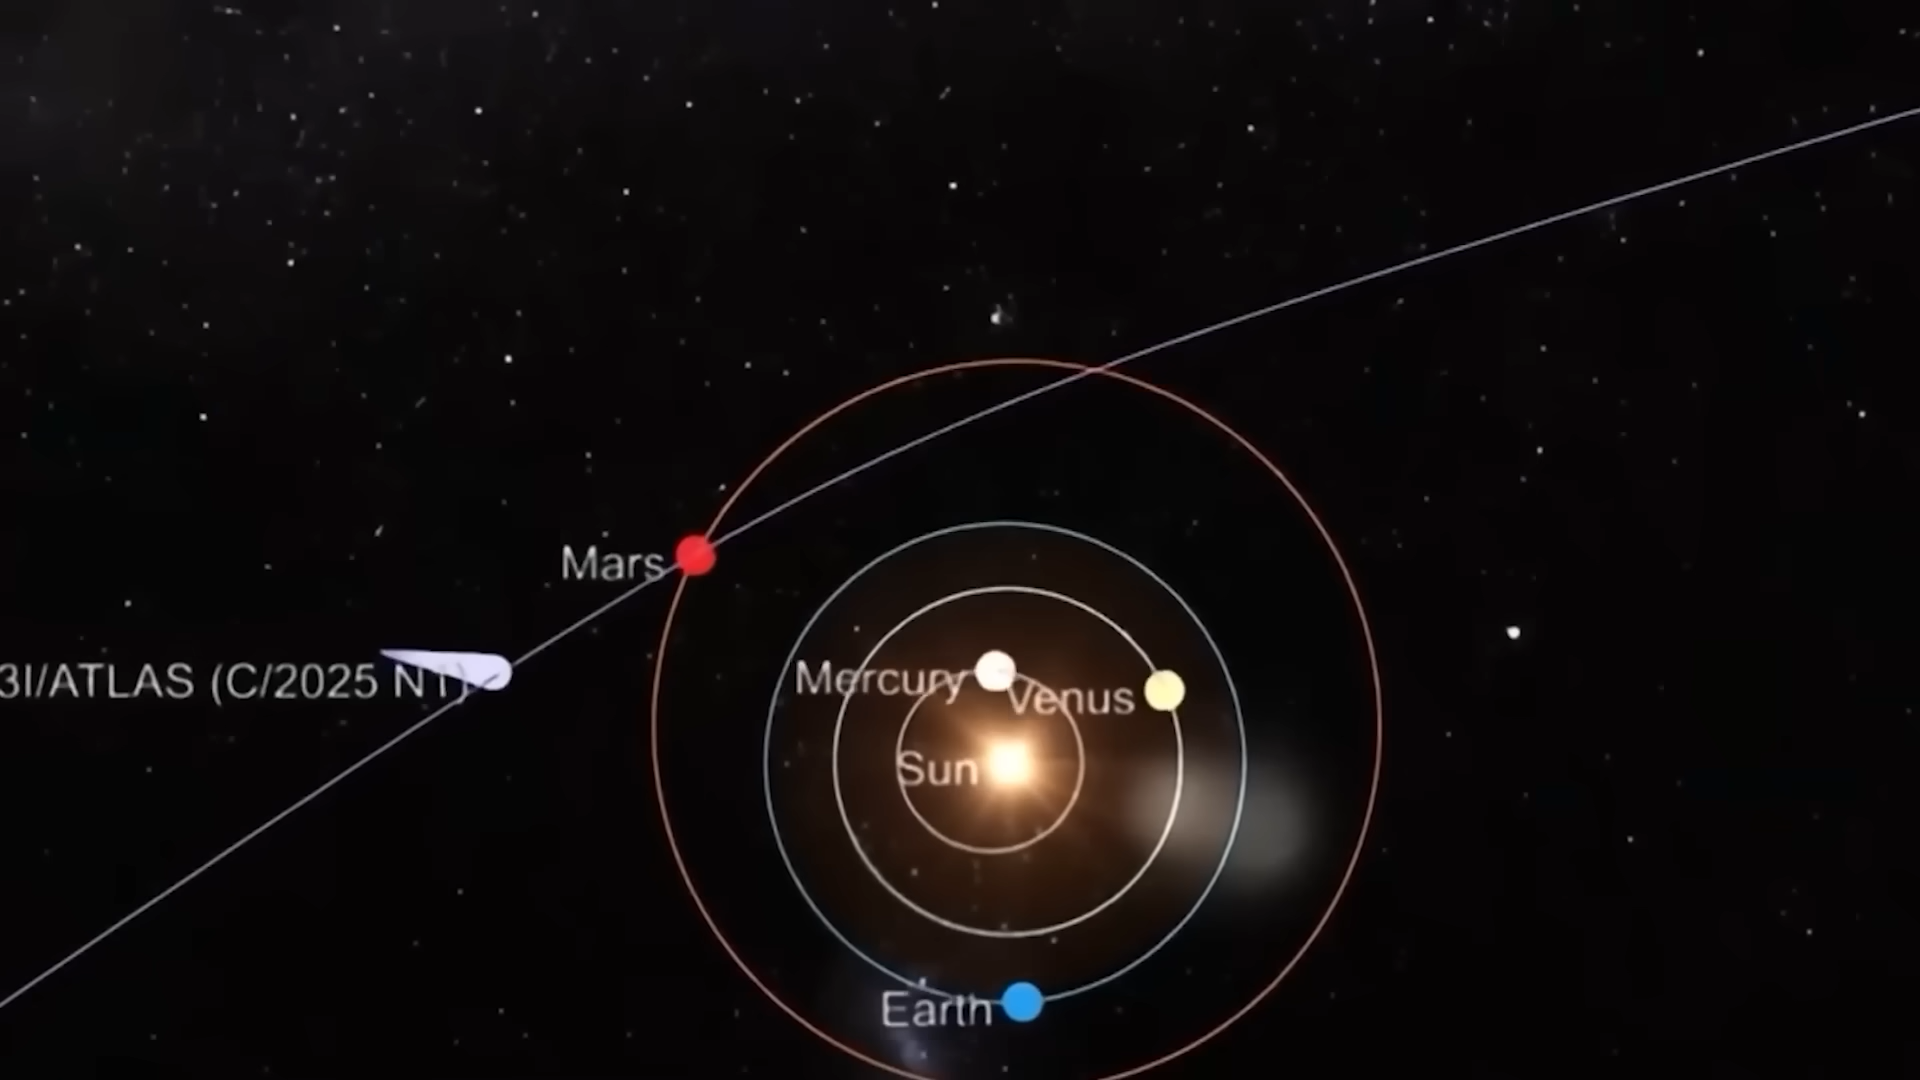 Mars
3I/ATLAS (C/2025 N1)
Mercury
Venus
Sun
Earth